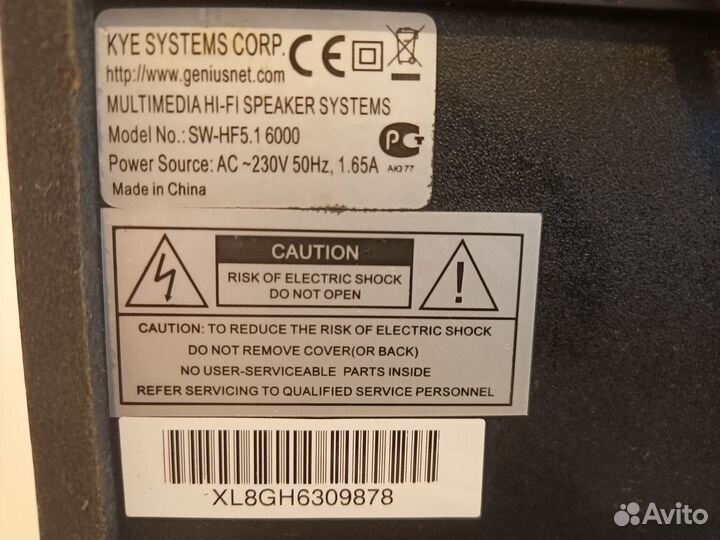 KYE SYSTEMS CORP.
http://www.geniusnet.com
MULTIMEDIA HI-FI SPEAKER SYSTEMS
Model No.: SW-HF5.1 6000
Power Source: AC ~230V 50Hz, 1.65A
Made in China
АЮ77
CAUTION
RISK OF ELECTRIC SHOCK
DO NOT OPEN
CAUTION: TO REDUCE THE RISK OF ELECTRIC SHOCK
DO NOT REMOVE COVER(OR BACK)
NO USER-SERVICEABLE PARTS INSIDE
REFER SERVICING TO QUALIFIED SERVICE PERSONNEL
XL8GH6309878
Avito